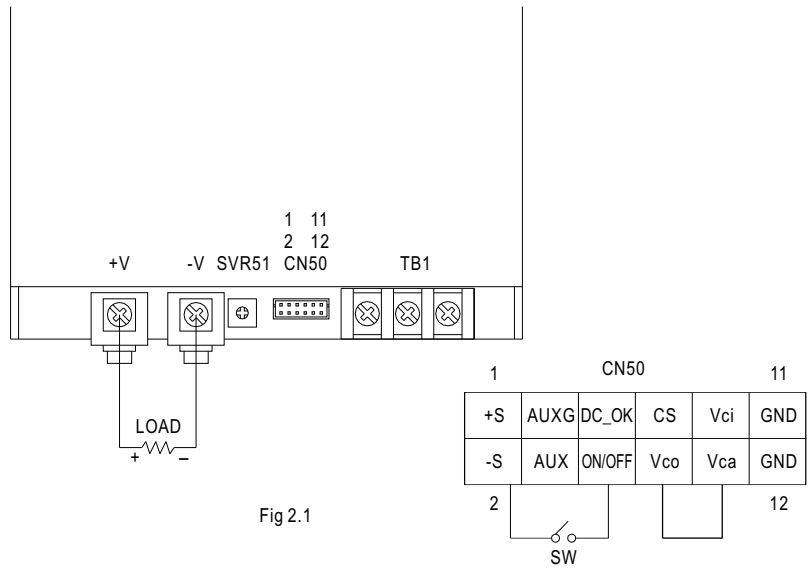 1 11
2 12
+V -V SVR51 CN50 TB1
LOAD
+ –
Fig 2.1
1 CN50 11
+S AUXG DC_OK CS Vci GND
-S AUX ON/OFF Vco Vca GND
2 12
SW